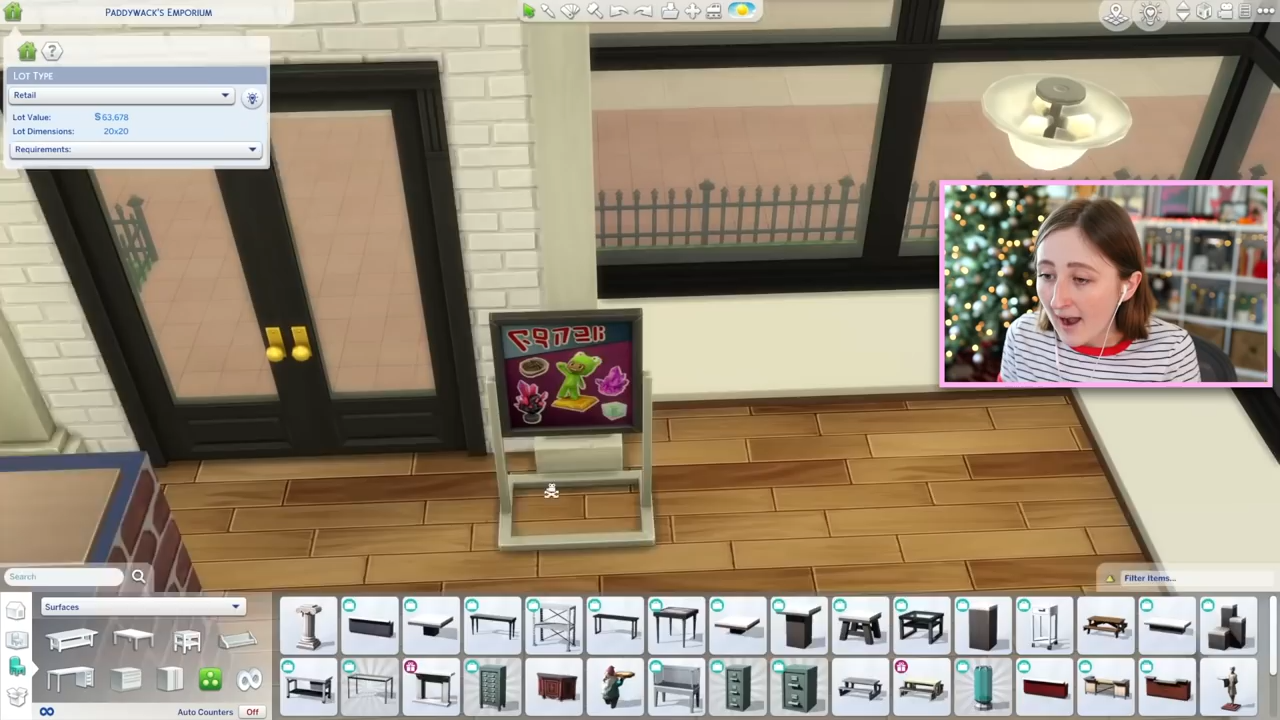 Paddywack's Emporium
Lot Type
Retail
Lot Value: §63,678
Lot Dimensions: 20x20
Requirements:
Search
Filter Items...
Surfaces
Auto Counters Off